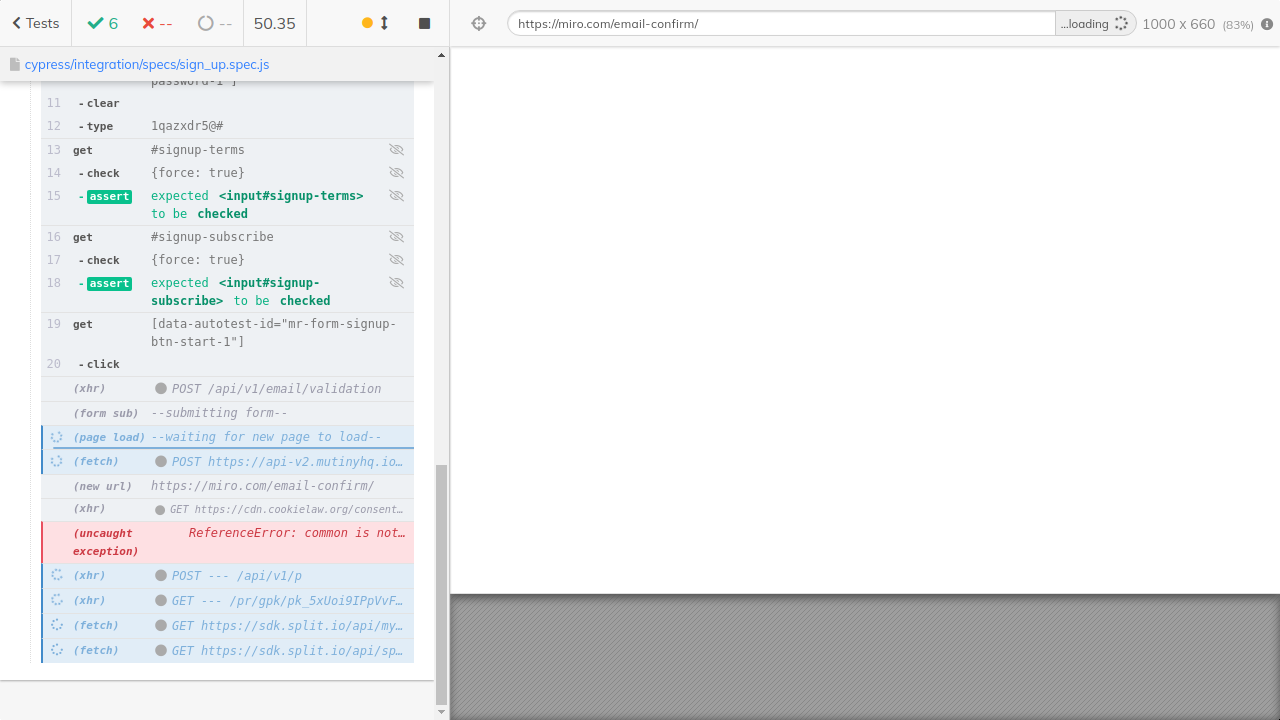 Tests
6
--
--
50.35
https://miro.com/email-confirm/
...loading
1000 x 660 (83%)
cypress/integration/specs/sign_up.spec.js
password-1"]
11 -clear
12 -type 1qazxdr5@#
13 get #signup-terms
14 -check {force: true}
15 -assert expected <input#signup-terms>
to be checked
16 get #signup-subscribe
17 -check {force: true}
18 -assert expected <input#signup-
subscribe> to be checked
19 get [data-autotest-id="mr-form-signup-
btn-start-1"]
20 -click
(xhr) POST /api/v1/email/validation
(form sub) --submitting form--
(page load) --waiting for new page to load--
(fetch) POST https://api-v2.mutinyhq.io…
(new url) https://miro.com/email-confirm/
(xhr) GET https://cdn.cookielaw.org/consent…
(uncaught ReferenceError: common is not…
exception)
(xhr) POST --- /api/v1/p
(xhr) GET --- /pr/gpk/pk_5xUoi9IPpVvF…
(fetch) GET https://sdk.split.io/api/my…
(fetch) GET https://sdk.split.io/api/sp…